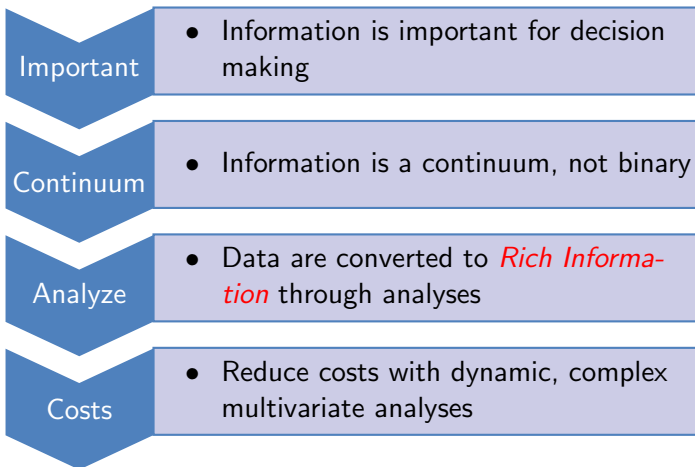 Important
• Information is important for decision
making
Continuum
• Information is a continuum, not binary
Analyze
• Data are converted to Rich Informa-
tion through analyses
Costs
• Reduce costs with dynamic, complex
multivariate analyses